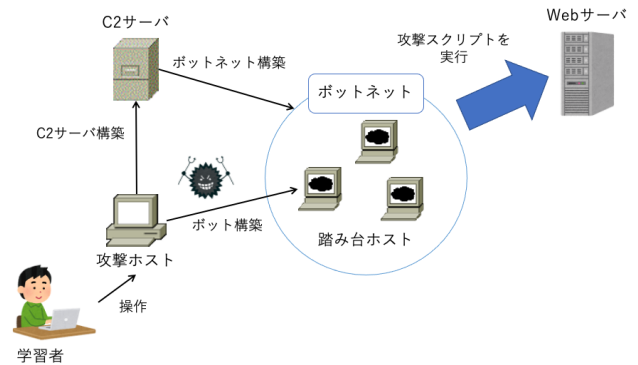 C2サーバ
Webサーバ
攻撃スクリプトを
実行
ボットネット構築
ボットネット
C2サーバ構築
ボット構築
踏み台ホスト
攻撃ホスト
操作
学習者